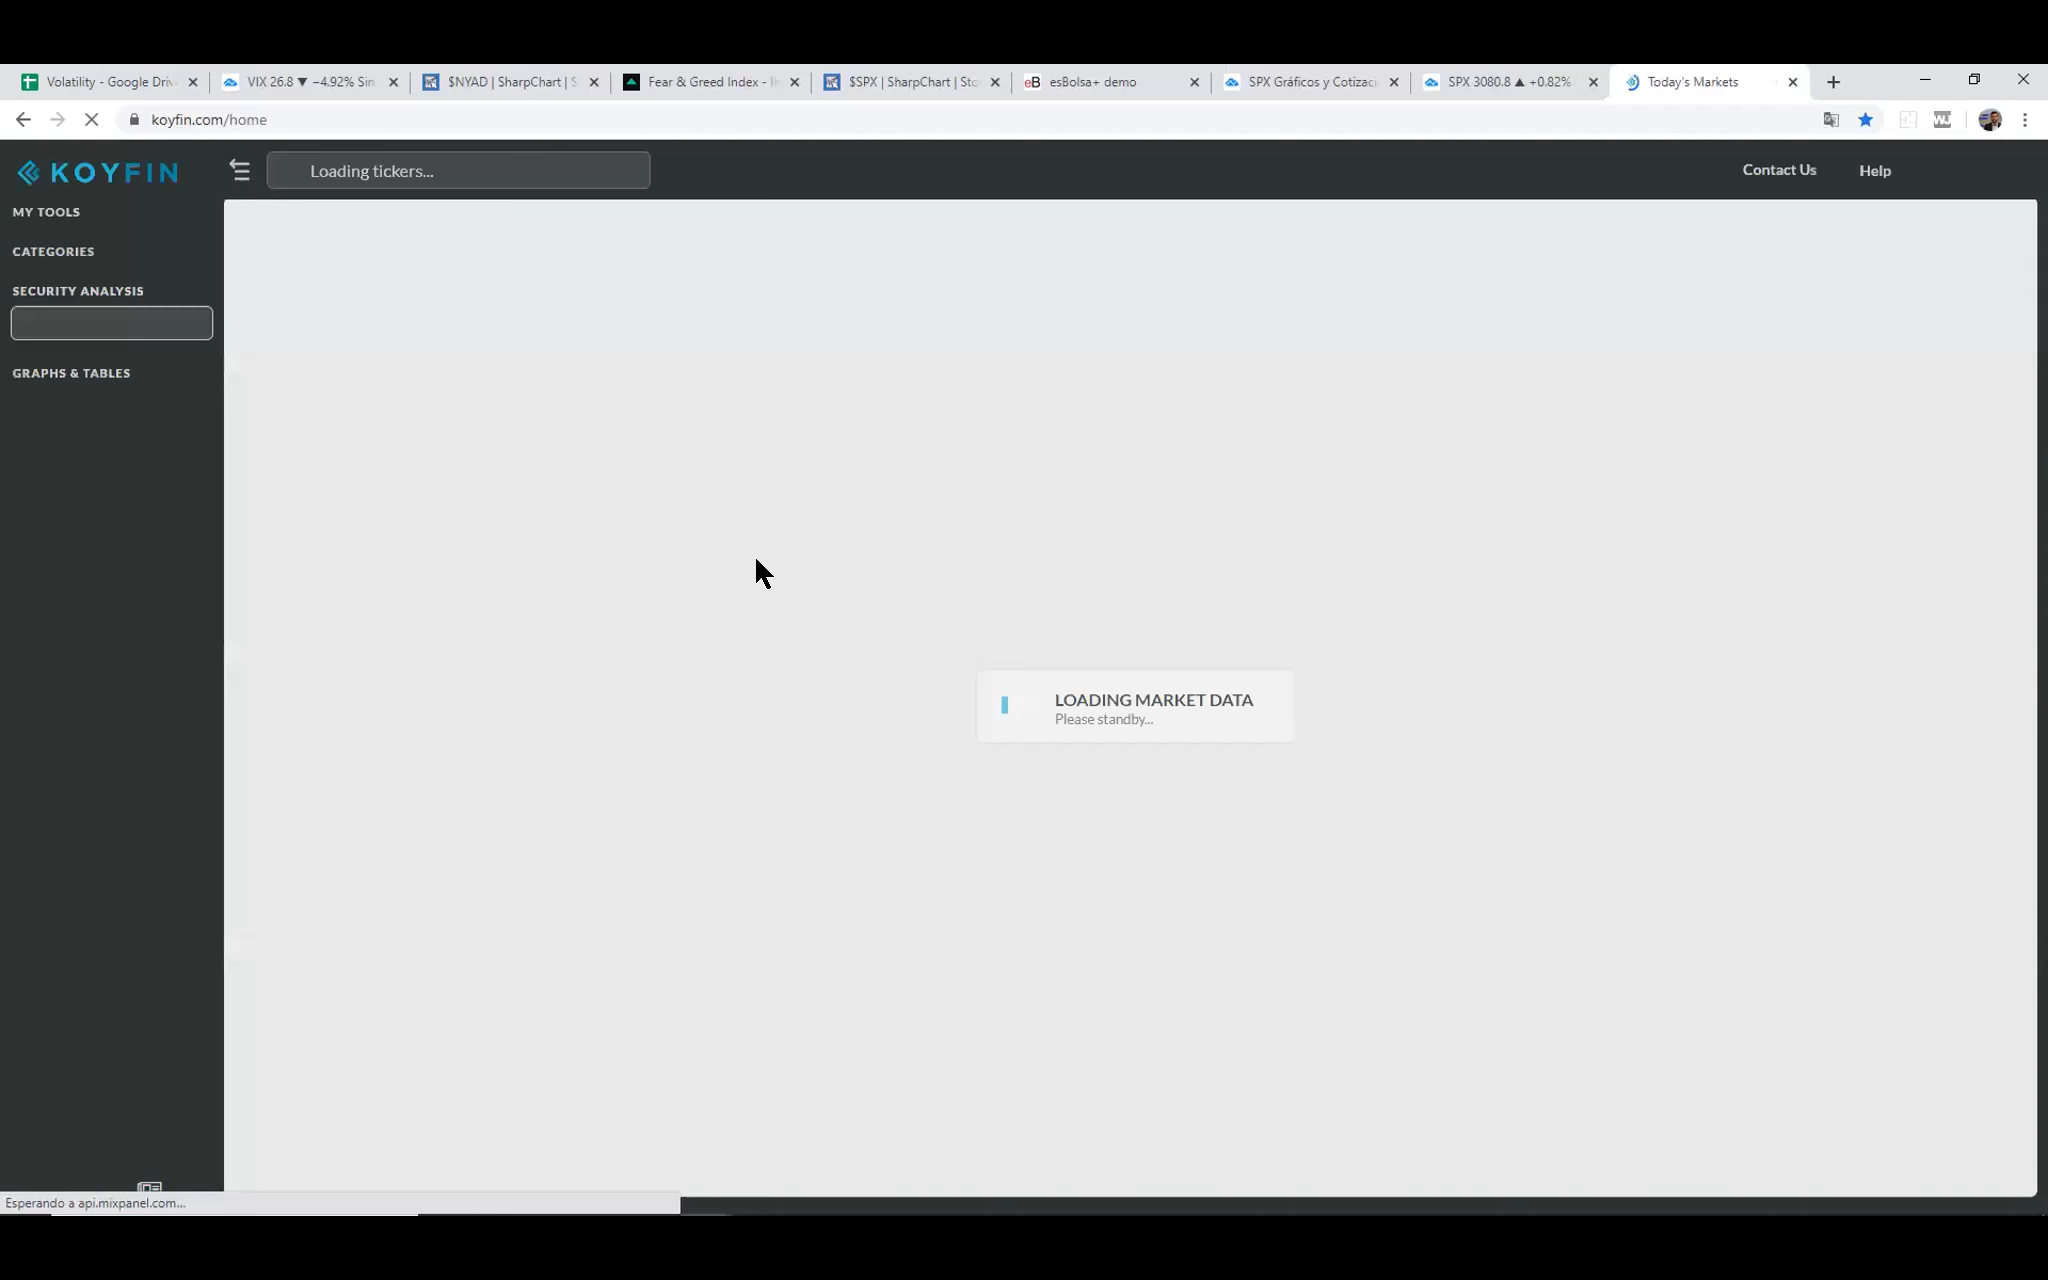 Volatility - Google Driv
VIX 26.8 ▼ −4.92% Sin
$NYAD | SharpChart | S
Fear & Greed Index - In
$SPX | SharpChart | Sto
eB esBolsa+ demo
SPX Gráficos y Cotizaci
SPX 3080.8 ▲ +0.82%
Today's Markets
koyfin.com/home
KOYFIN
Loading tickers...
Contact Us
Help
MY TOOLS
CATEGORIES
SECURITY ANALYSIS
GRAPHS & TABLES
LOADING MARKET DATA
Please standby...
Esperando a api.mixpanel.com...